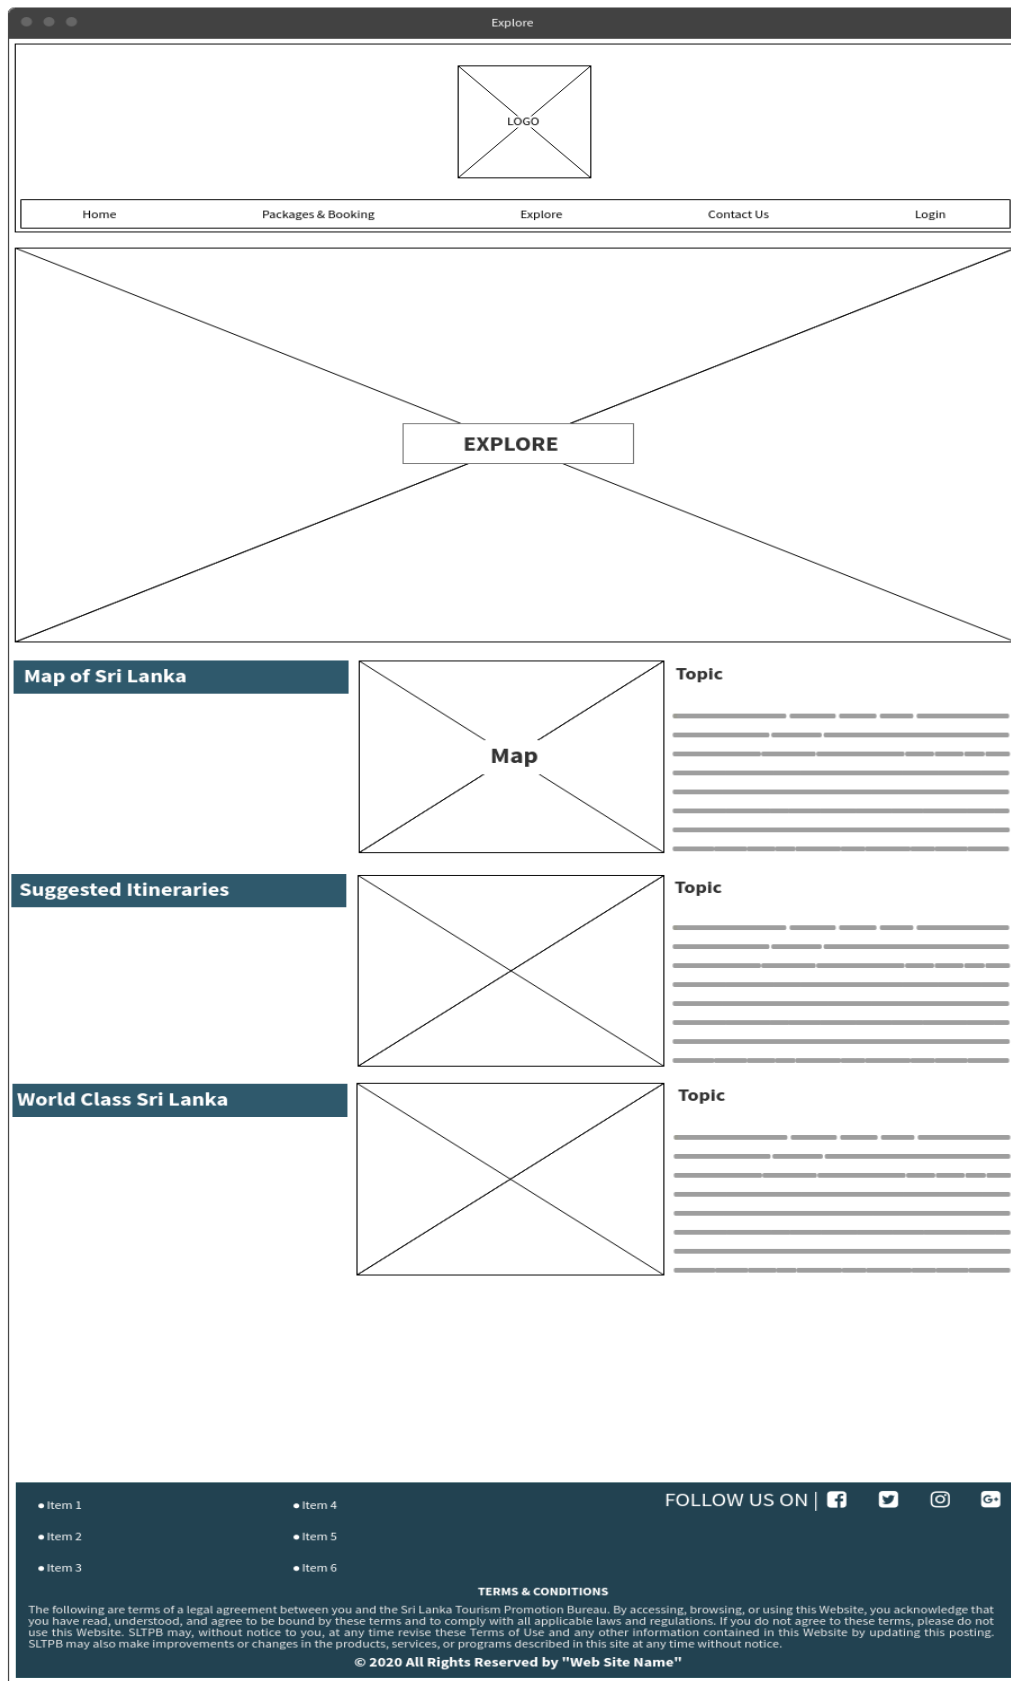 Explore
LOGO
Home Packages & Booking Explore Contact Us Login
EXPLORE
Map of Sri Lanka
Map
Topic
Suggested Itineraries
Topic
World Class Sri Lanka
Topic
Item 1 Item 4 FOLLOW US ON |
Item 2 Item 5
Item 3 Item 6
TERMS & CONDITIONS
The following are terms of a legal agreement between you and the Sri Lanka Tourism Promotion Bureau. By accessing, browsing, or using this Website, you acknowledge that
you have read, understood, and agree to be bound by these terms and to comply with all applicable laws and regulations. If you do not agree to these terms, please do not
use this Website. SLTPB may, without notice to you, at any time revise these Terms of Use and any other information contained in this Website by updating this posting.
SLTPB may also make improvements or changes in the products, services, or programs described in this site at any time without notice.
© 2020 All Rights Reserved by "Web Site Name"